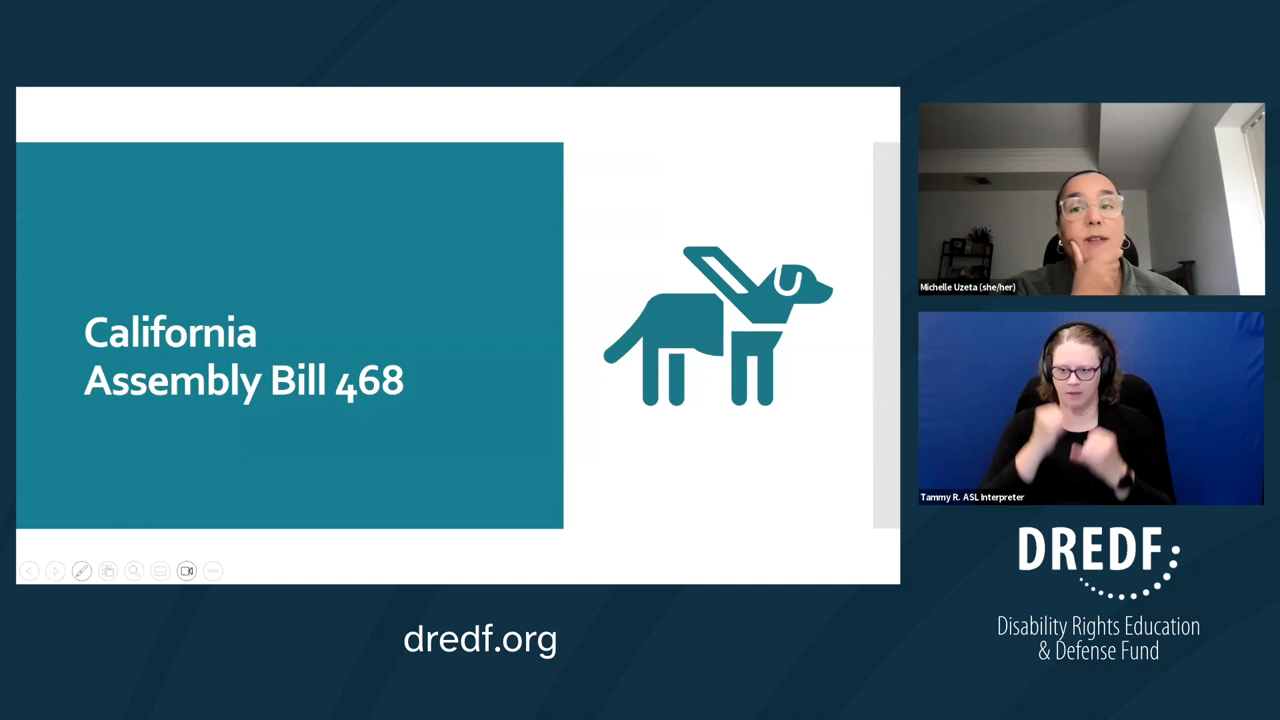 California
Assembly Bill 468
Michelle Uzeta (she/her)
Tammy R. ASL Interpreter
DREDF
Disability Rights Education
& Defense Fund
dredf.org